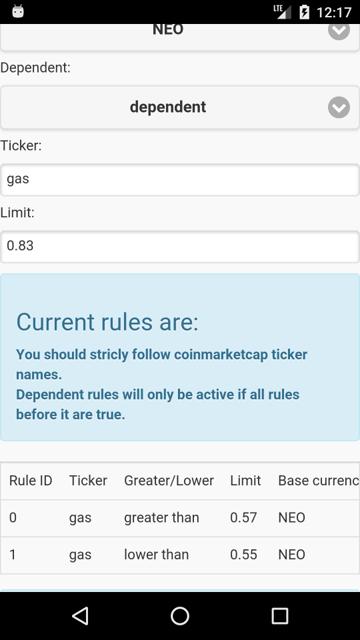 LTE 12:17
NEO
Dependent:
dependent
Ticker:
gas
Limit:
0.83
Current rules are:
You should stricly follow coinmarketcap ticker
names.
Dependent rules will only be active if all rules
before it are true.
Rule ID Ticker Greater/Lower Limit Base currenc
0 gas greater than 0.57 NEO
1 gas lower than 0.55 NEO